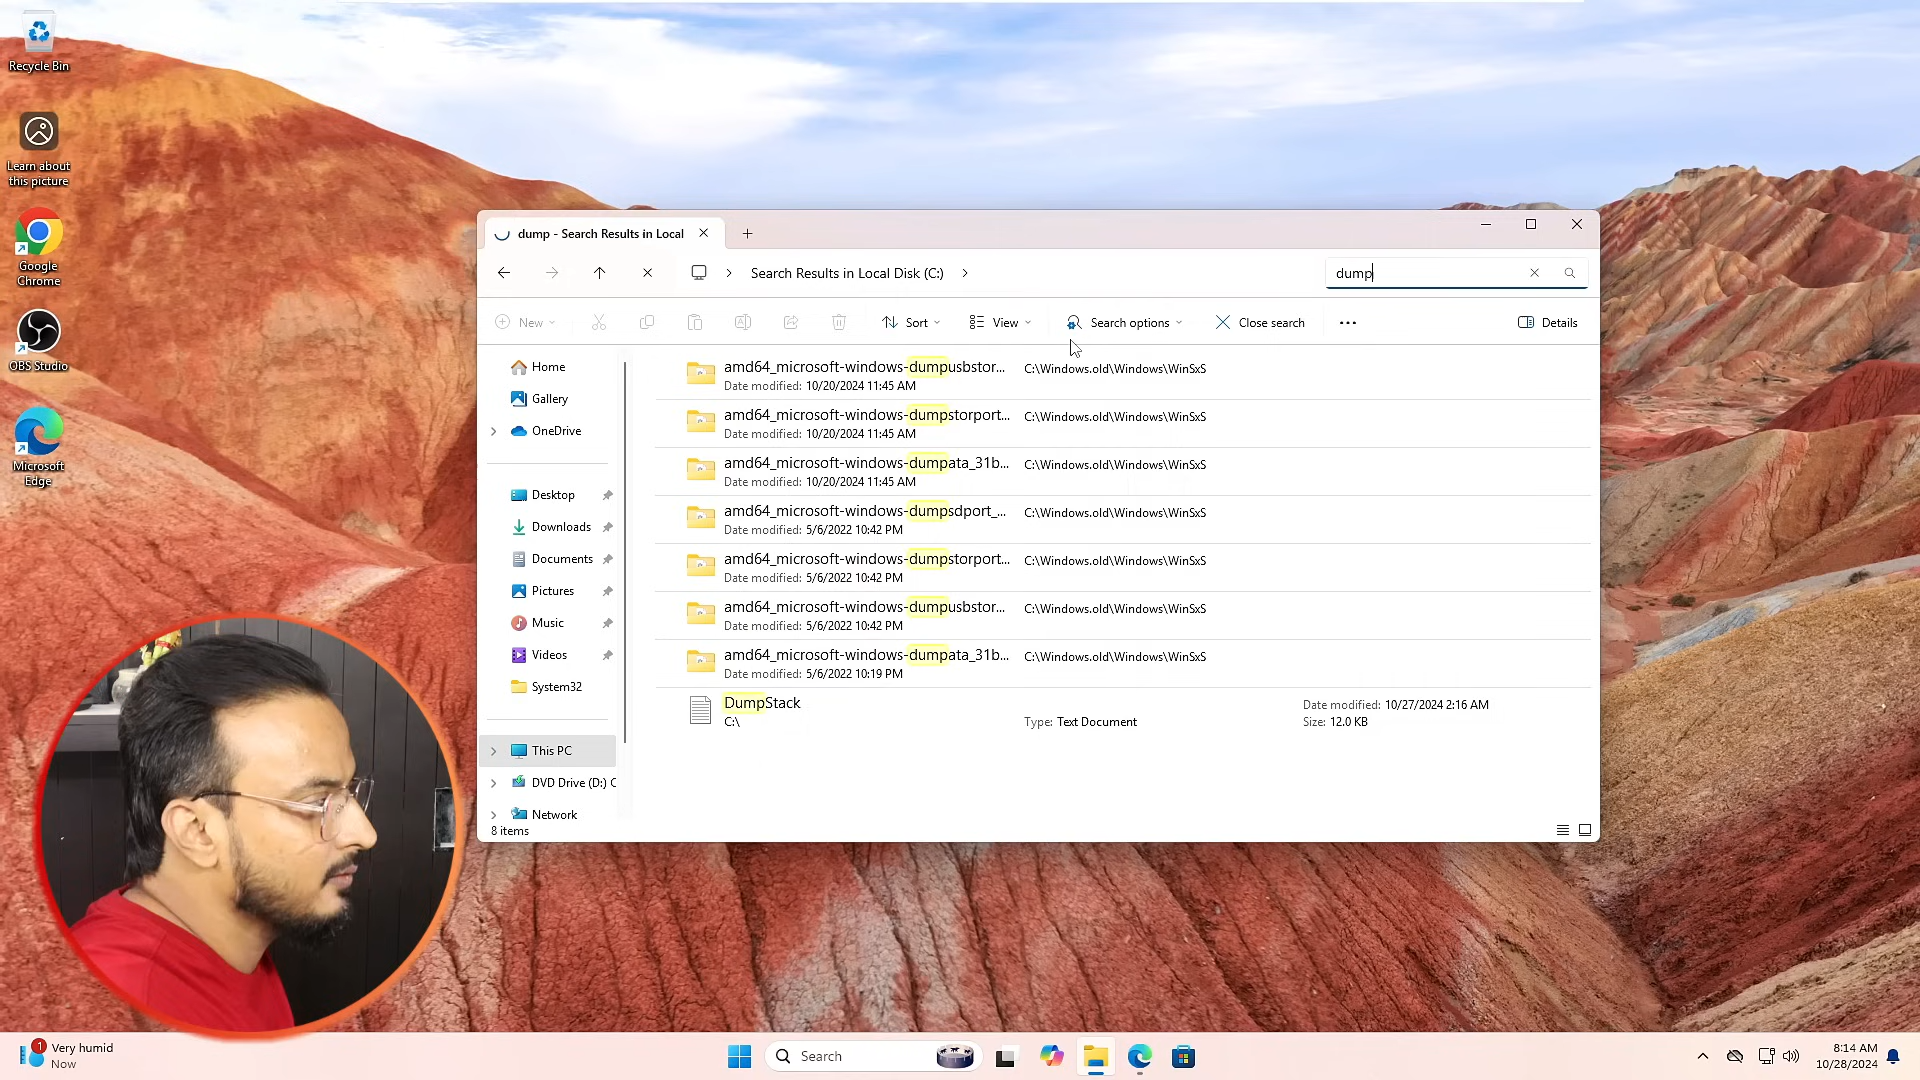 Recycle Bin
Learn about
this picture
Google
Chrome
OBS Studio
Microsoft
Edge
dump - Search Results in Local
Search Results in Local Disk (C:)
dump
New
Sort
View
Search options
Close search
Details
Home
Gallery
OneDrive
Desktop
Downloads
Documents
Pictures
Music
Videos
System32
This PC
DVD Drive (D:) C
Network
8 items
amd64_microsoft-windows-dumpusbstor... C:\Windows.old\Windows\WinSxS
Date modified: 10/20/2024 11:45 AM
amd64_microsoft-windows-dumpstorport... C:\Windows.old\Windows\WinSxS
Date modified: 10/20/2024 11:45 AM
amd64_microsoft-windows-dumpata_31b... C:\Windows.old\Windows\WinSxS
Date modified: 10/20/2024 11:45 AM
amd64_microsoft-windows-dumpsdport_... C:\Windows.old\Windows\WinSxS
Date modified: 5/6/2022 10:42 PM
amd64_microsoft-windows-dumpstorport... C:\Windows.old\Windows\WinSxS
Date modified: 5/6/2022 10:42 PM
amd64_microsoft-windows-dumpusbstor... C:\Windows.old\Windows\WinSxS
Date modified: 5/6/2022 10:42 PM
amd64_microsoft-windows-dumpata_31b... C:\Windows.old\Windows\WinSxS
Date modified: 5/6/2022 10:19 PM
DumpStack Date modified: 10/27/2024 2:16 AM
C:\ Type: Text Document Size: 12.0 KB
1
Very humid
Now
Search
8:14 AM
10/28/2024